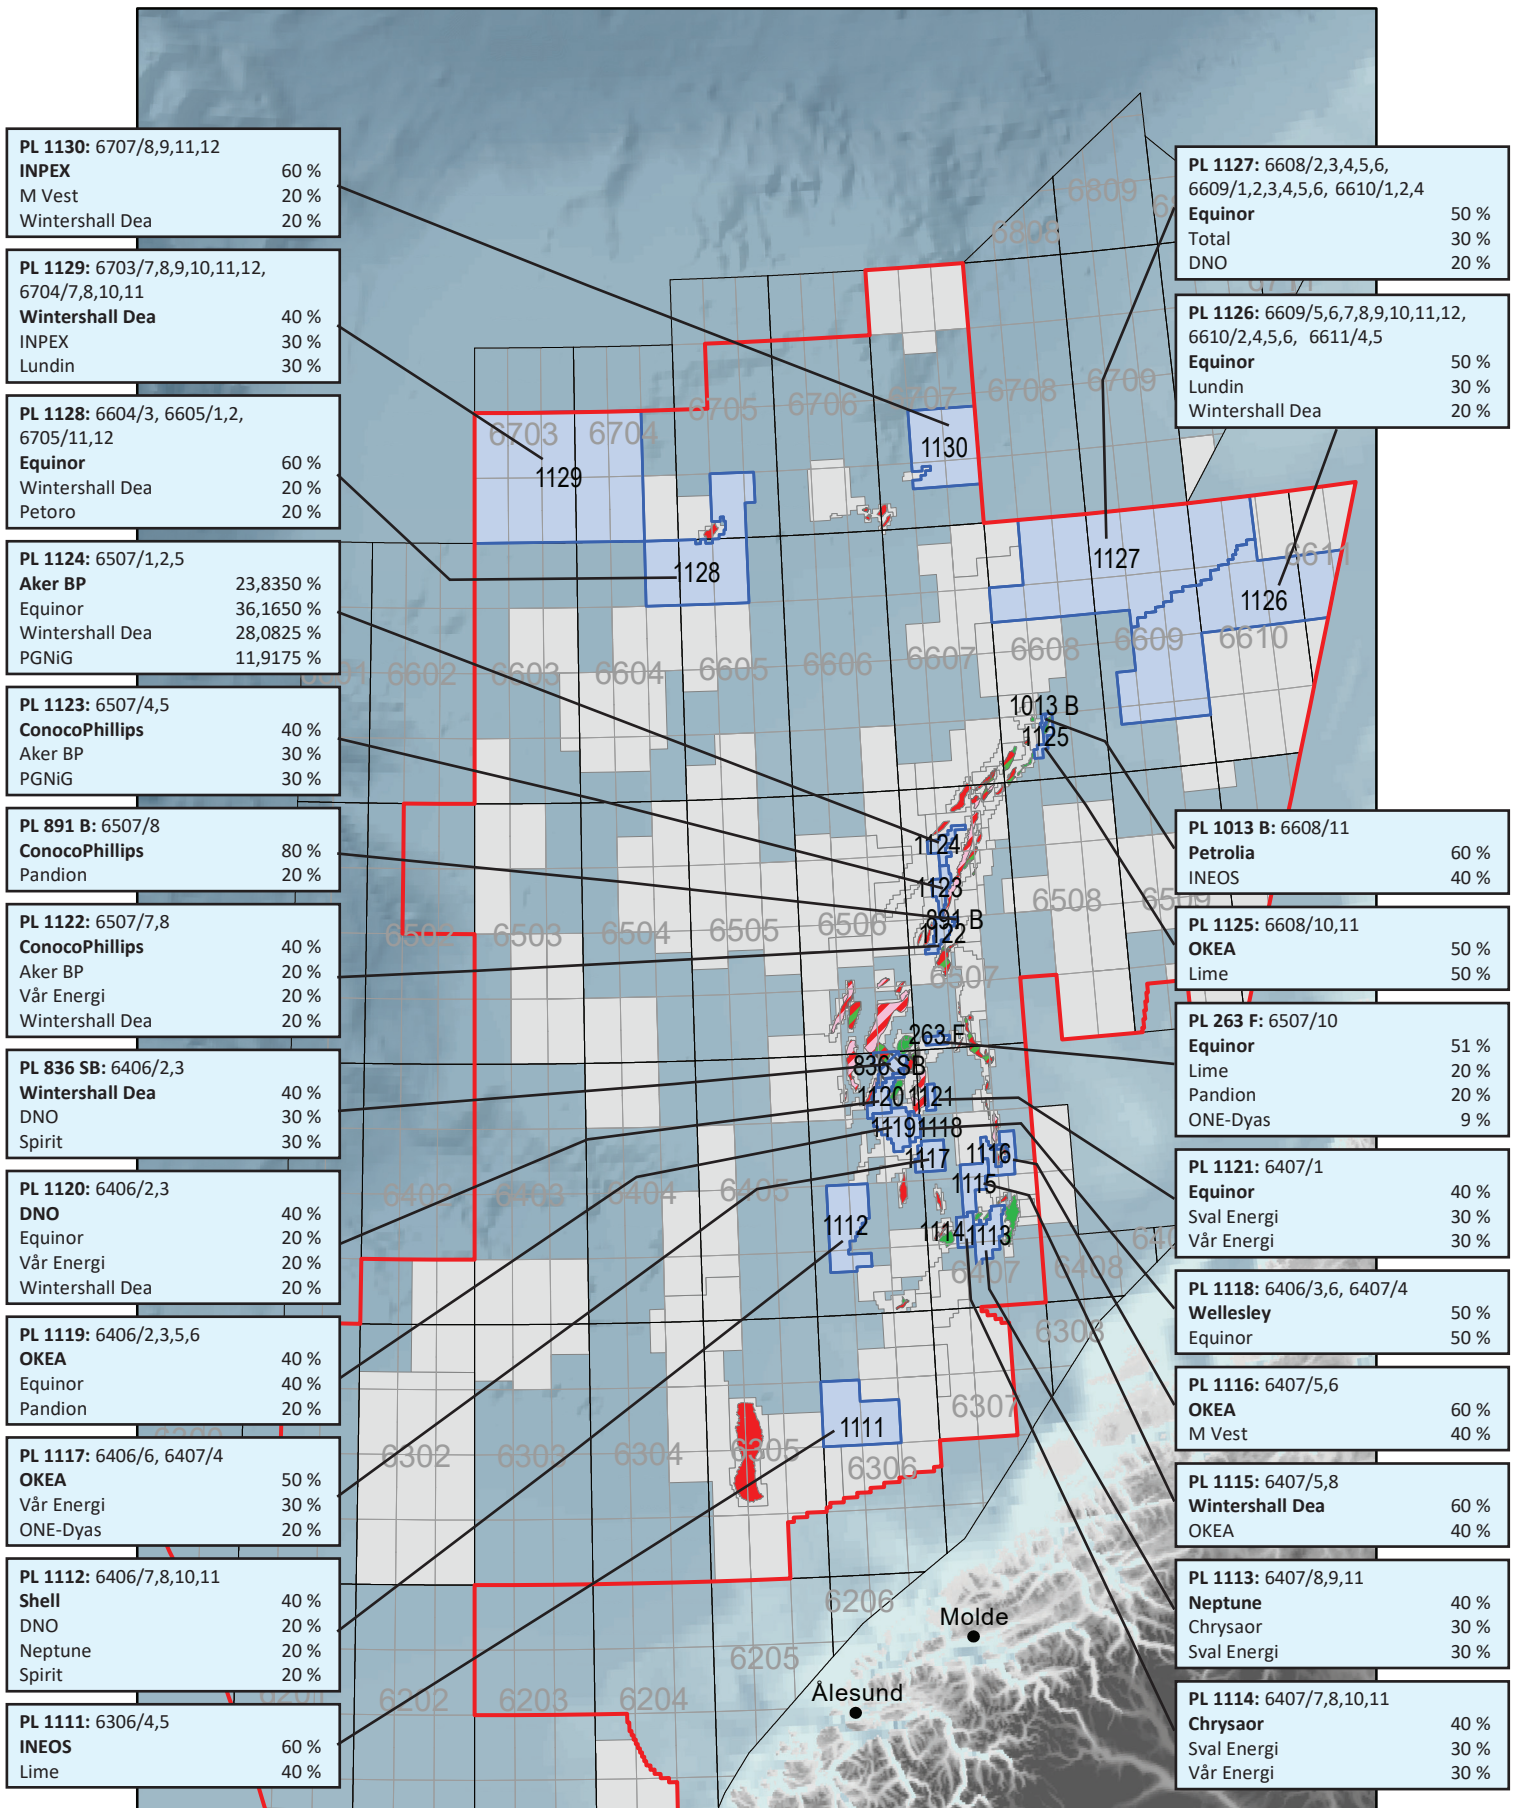 PL 1130: 6707/8,9,11,12
INPEX 60 %
M Vest 20 %
Wintershall Dea 20 %
PL 1129: 6703/7,8,9,10,11,12,
6704/7,8,10,11
Wintershall Dea 40 %
INPEX 30 %
Lundin 30 %
PL 1128: 6604/3, 6605/1,2,
6705/11,12
Equinor 60 %
Wintershall Dea 20 %
Petoro 20 %
PL 1124: 6507/1,2,5
Aker BP 23,8350 %
Equinor 36,1650 %
Wintershall Dea 28,0825 %
PGNiG 11,9175 %
PL 1123: 6507/4,5
ConocoPhillips 40 %
Aker BP 30 %
PGNiG 30 %
PL 891 B: 6507/8
ConocoPhillips 80 %
Pandion 20 %
PL 1122: 6507/7,8
ConocoPhillips 40 %
Aker BP 20 %
Vår Energi 20 %
Wintershall Dea 20 %
PL 836 SB: 6406/2,3
Wintershall Dea 40 %
DNO 30 %
Spirit 30 %
PL 1120: 6406/2,3
DNO 40 %
Equinor 20 %
Vår Energi 20 %
Wintershall Dea 20 %
PL 1119: 6406/2,3,5,6
OKEA 40 %
Equinor 40 %
Pandion 20 %
PL 1117: 6406/6, 6407/4
OKEA 50 %
Vår Energi 30 %
ONE-Dyas 20 %
PL 1112: 6406/7,8,10,11
Shell 40 %
DNO 20 %
Neptune 20 %
Spirit 20 %
PL 1111: 6306/4,5
INEOS 60 %
Lime 40 %
6809
6808
6705 6706 6707 6708 6709
6703 6704
1130
1129
1128
1127
6611
1126
6602 6603 6604 6605 6606 6607 6608 6609 6610
1013 B
1125
1124
1123
891 B
1122
6502 6503 6504 6505 6506 6507 6508 6509
263 F
836 SB
1120 1121
1119 1118
1117 1116
1115
6402 6403 6404 6405
1112 1114 1113
6407 6408
6308
6307
1111
6302 6303 6304 6305 6306
6206
Molde
6205
Ålesund
6201 6202 6203 6204
PL 1127: 6608/2,3,4,5,6,
6609/1,2,3,4,5,6, 6610/1,2,4
Equinor 50 %
Total 30 %
DNO 20 %
PL 1126: 6609/5,6,7,8,9,10,11,12,
6610/2,4,5,6, 6611/4,5
Equinor 50 %
Lundin 30 %
Wintershall Dea 20 %
PL 1013 B: 6608/11
Petrolia 60 %
INEOS 40 %
PL 1125: 6608/10,11
OKEA 50 %
Lime 50 %
PL 263 F: 6507/10
Equinor 51 %
Lime 20 %
Pandion 20 %
ONE-Dyas 9 %
PL 1121: 6407/1
Equinor 40 %
Sval Energi 30 %
Vår Energi 30 %
PL 1118: 6406/3,6, 6407/4
Wellesley 50 %
Equinor 50 %
PL 1116: 6407/5,6
OKEA 60 %
M Vest 40 %
PL 1115: 6407/5,8
Wintershall Dea 60 %
OKEA 40 %
PL 1113: 6407/8,9,11
Neptune 40 %
Chrysaor 30 %
Sval Energi 30 %
PL 1114: 6407/7,8,10,11
Chrysaor 40 %
Sval Energi 30 %
Vår Energi 30 %